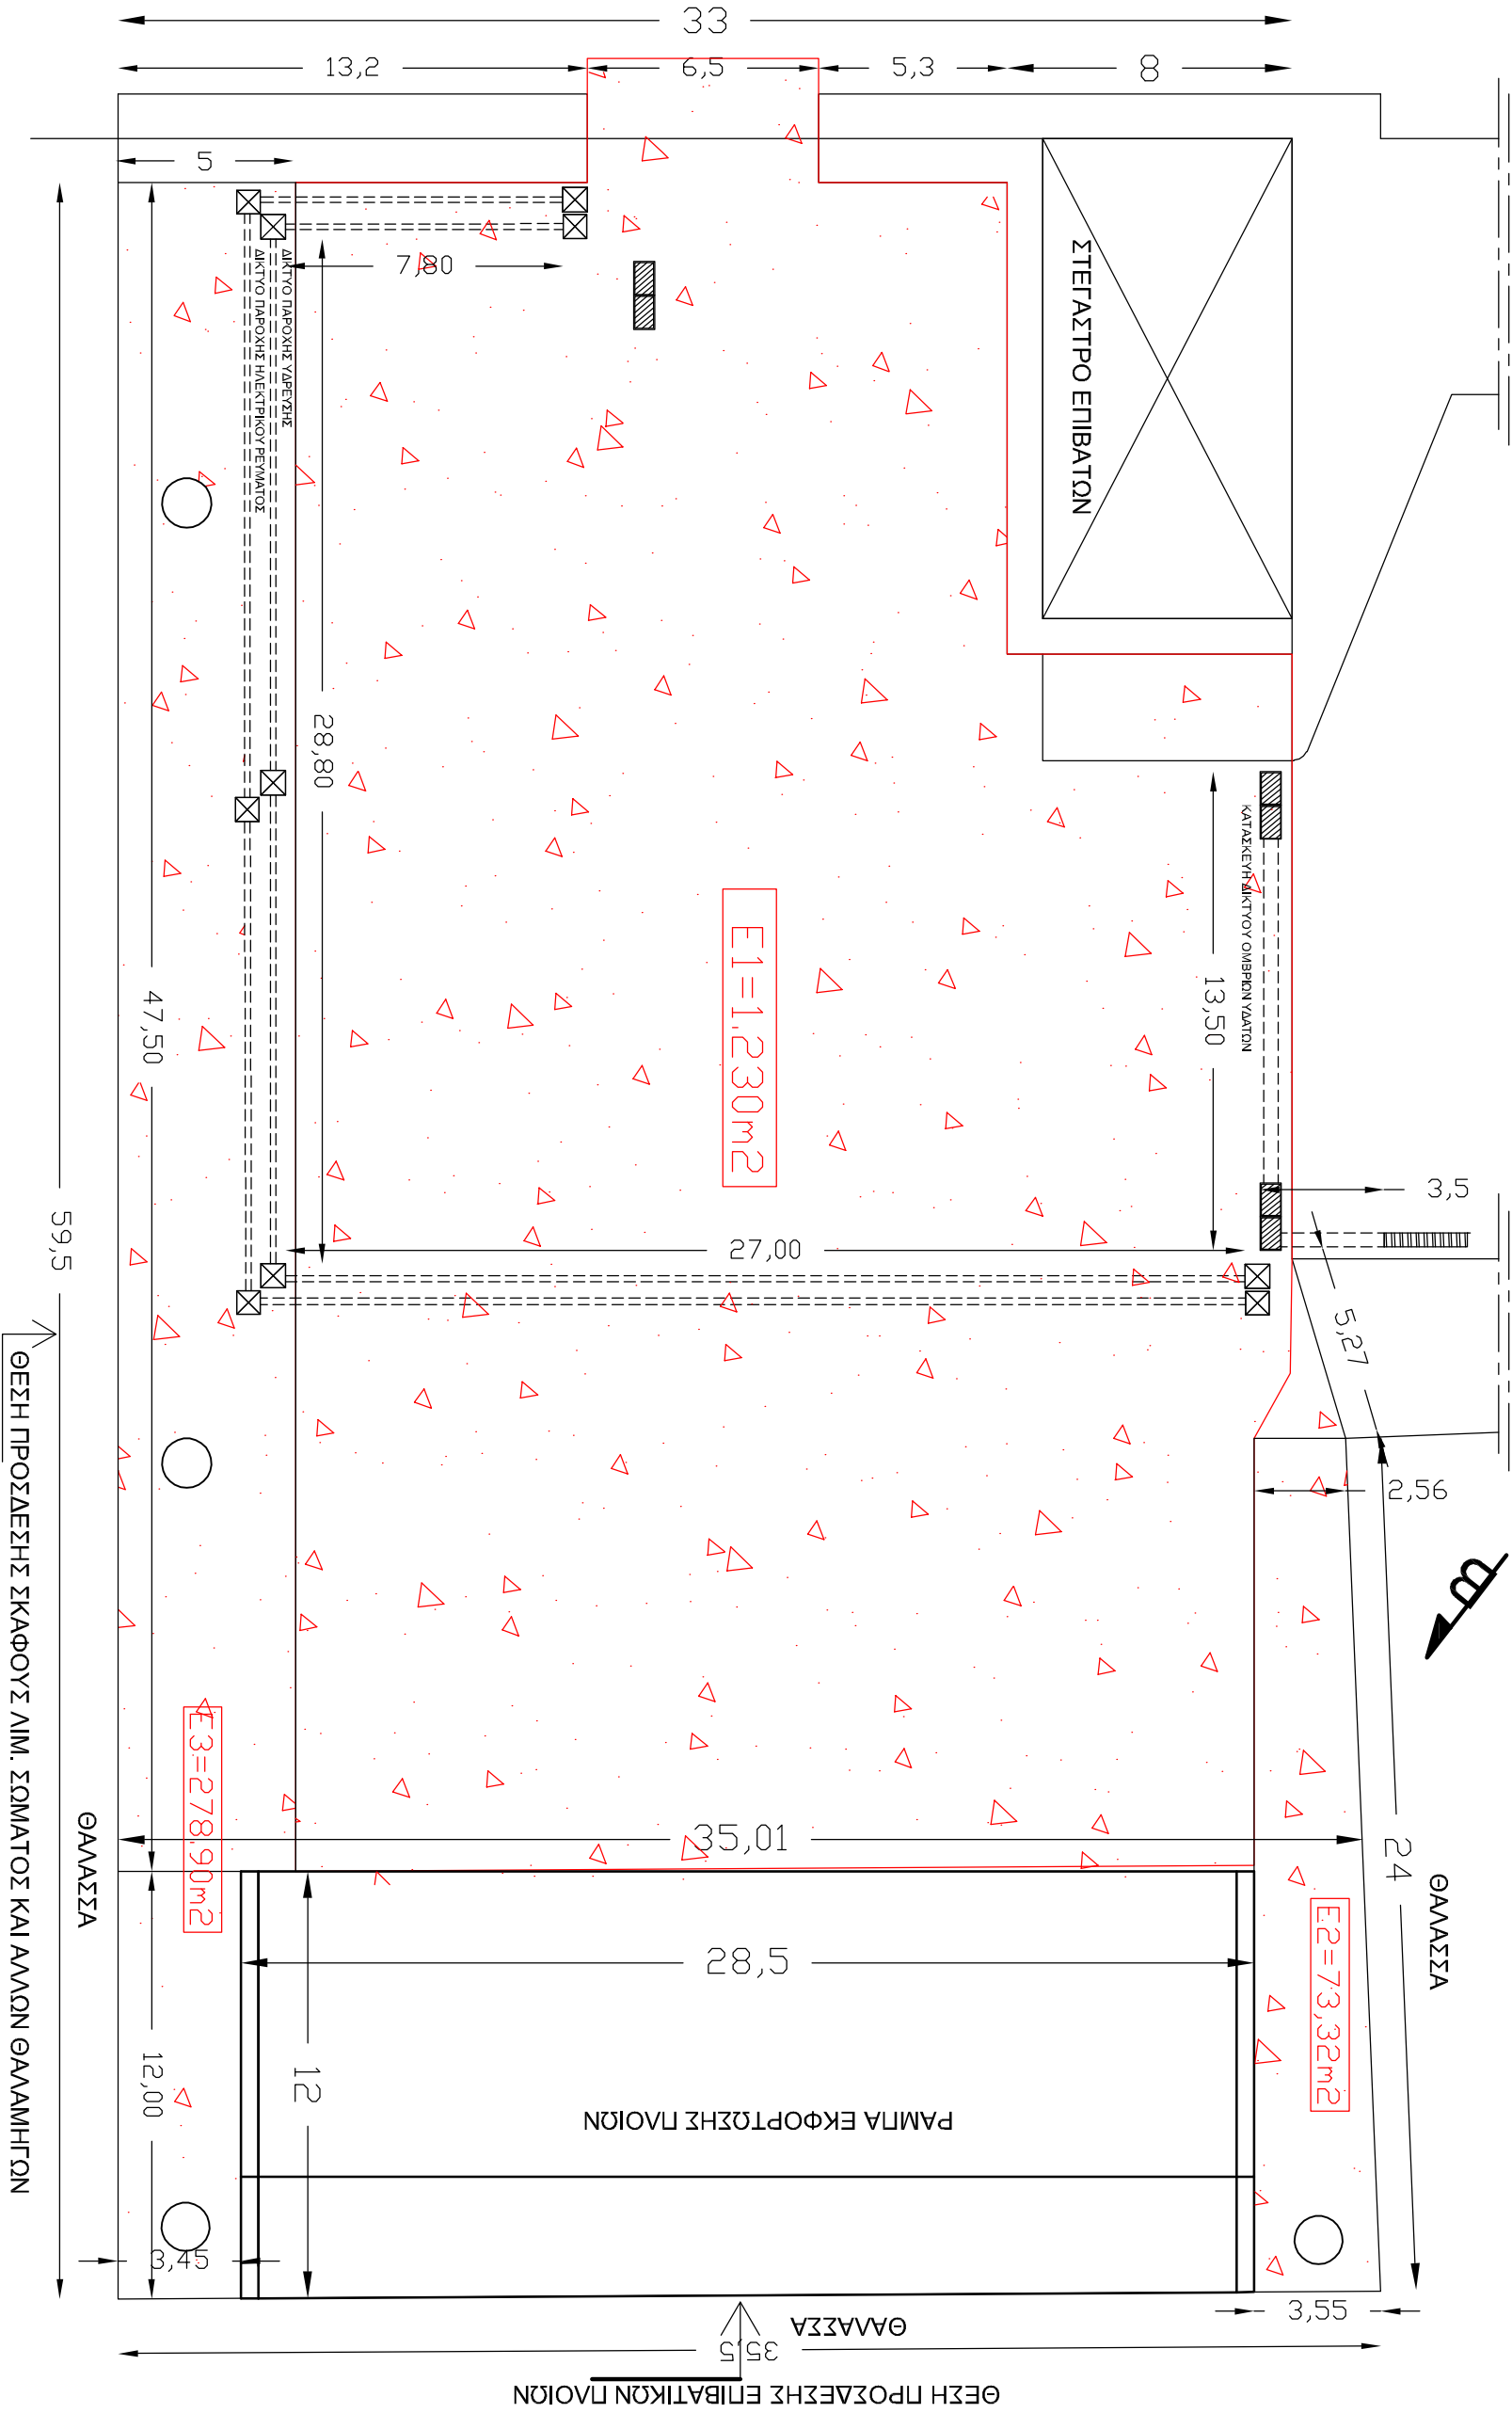 33
13,2
6,5
5,3
8
5
ΣΤΕΓΑΣΤΡΟ ΕΠΙΒΑΤΩΝ
ΔΙΚΤΥΟ ΠΑΡΟΧΗΣ ΥΔΡΕΥΣΗΣ
ΔΙΚΤΥΟ ΠΑΡΟΧΗΣ ΗΛΕΚΤΡΙΚΟΥ ΡΕΥΜΑΤΟΣ
7,80
28,80
ΚΑΤΑΣΚΕΥΗ ΔΙΚΤΥΟΥ ΟΜΒΡΙΩΝ ΥΔΑΤΩΝ
E1=1.230m2
13,50
47,50
3,5
59,5
27,00
5,27
2,56
B
ΘΕΣΗ ΠΡΟΣΔΕΣΗΣ ΣΚΑΦΟΥΣ ΛΙΜ. ΣΩΜΑΤΟΣ ΚΑΙ ΑΛΛΩΝ ΘΑΛΑΜΗΓΩΝ
E3=278,90m2
ΘΑΛΑΣΣΑ
35,01
24
ΘΑΛΑΣΣΑ
E2=73,32m2
28,5
12,00
12
ΡΑΜΠΑ ΕΚΦΟΡΤΩΣΗΣ ΠΛΟΙΩΝ
3,45
3,55
ΘΑΛΑΣΣΑ
35,5
ΘΕΣΗ ΠΡΟΣΔΕΣΗΣ ΕΠΙΒΑΤΙΚΩΝ ΠΛΟΙΩΝ